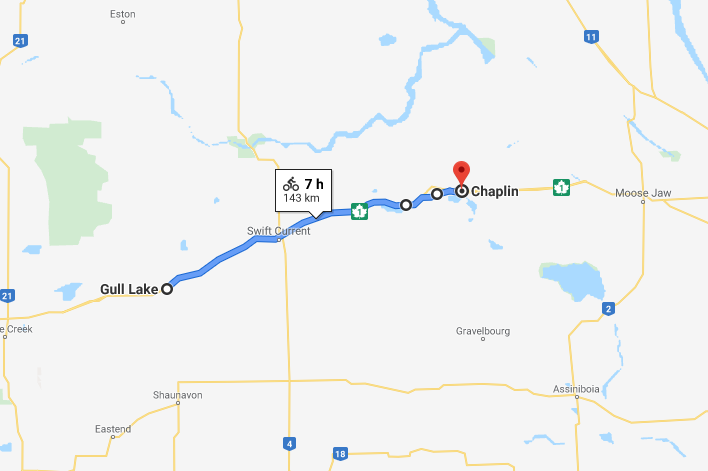 Eston
21
11
1
Chaplin
Moose Jaw
7 h
143 km
1
Swift Current
Gull Lake
21
e Creek
2
Gravelbourg
Shaunavon
Assiniboia
Eastend
4
18